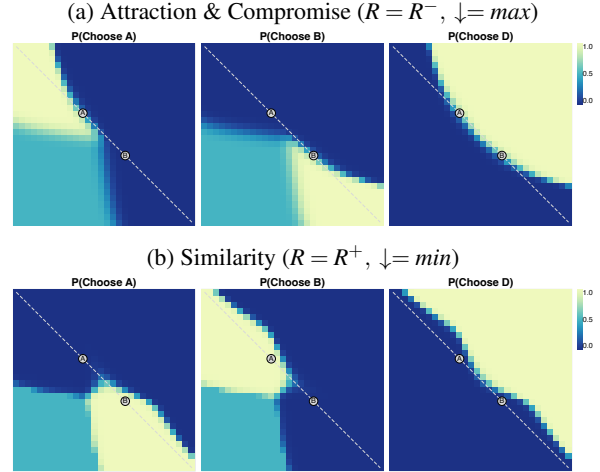 (a) Attraction & Compromise (R = R⁻, ↓= max)
P(Choose A) P(Choose B) P(Choose D)
1.0
A A A
0.5
B B B
0.0
(b) Similarity (R = R⁺, ↓= min)
P(Choose A) P(Choose B) P(Choose D)
1.0
A A A
0.5
B B B
0.0